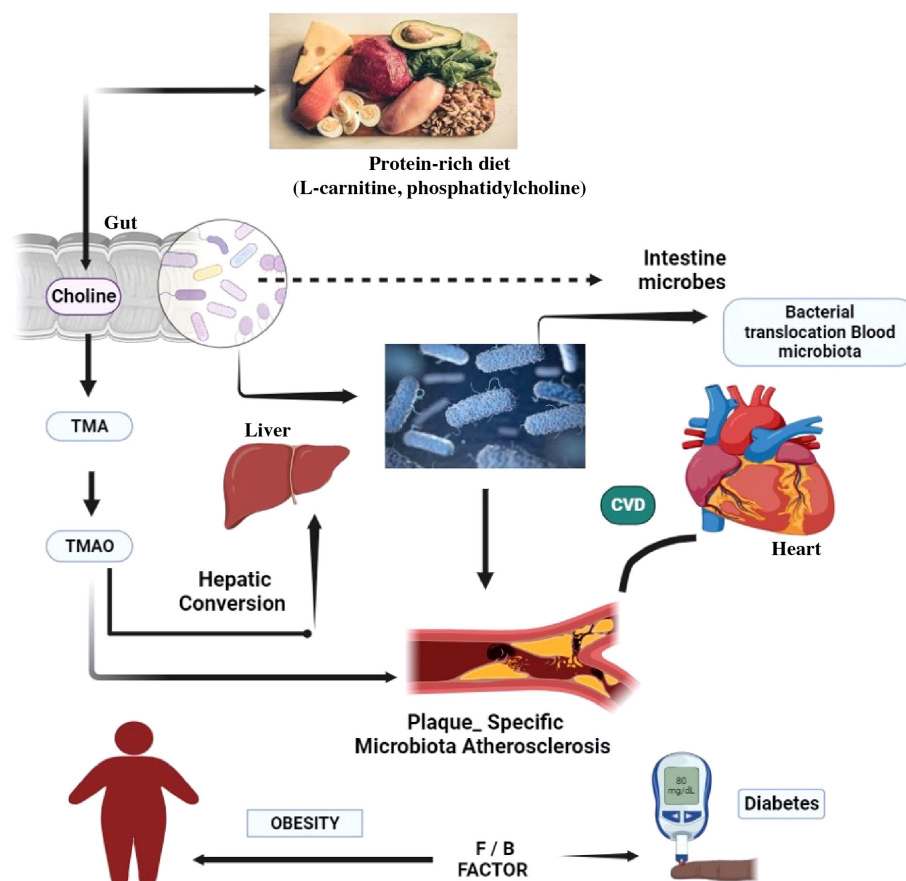 Protein-rich diet
(L-carnitine, phosphatidylcholine)
Gut
Choline
Intestine
microbes
Bacterial
translocation Blood
microbiota
TMA
Liver
CVD
TMAO
Heart
Hepatic
Conversion
Plaque_ Specific
Microbiota Atherosclerosis
80
mg/dL
Diabetes
OBESITY
F / B
FACTOR